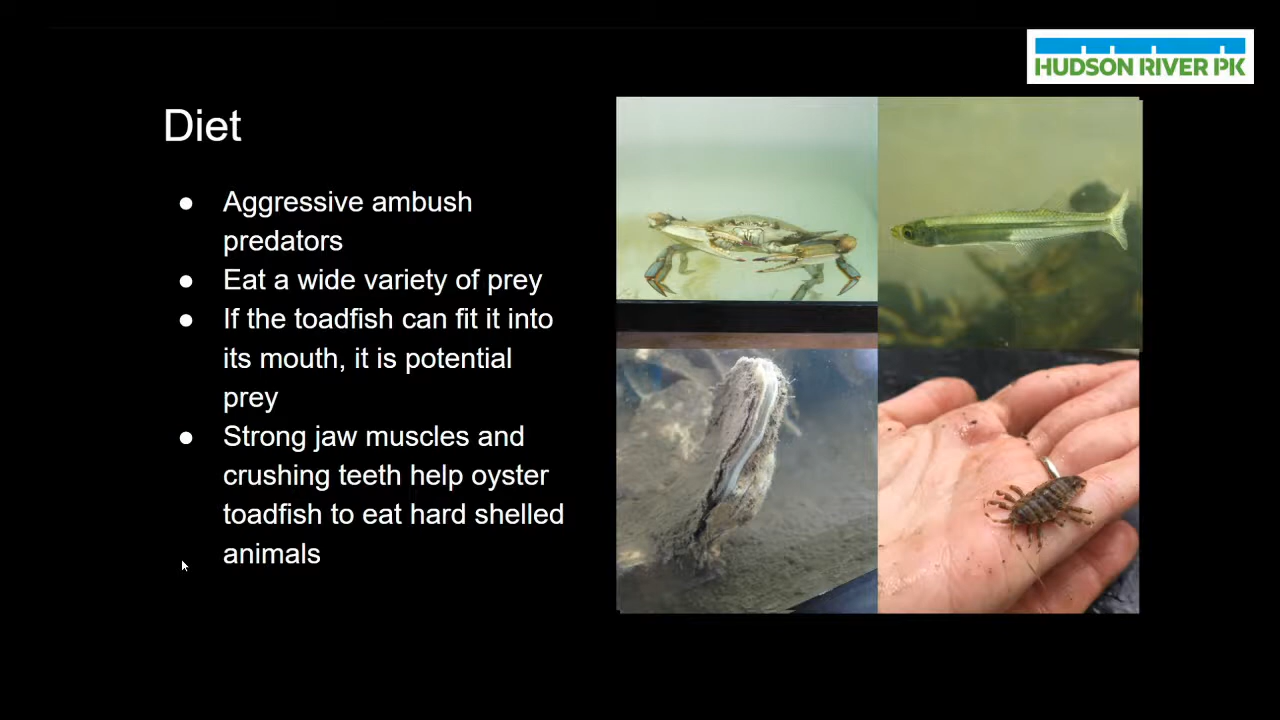 HUDSON RIVER PK
Diet
● Aggressive ambush
predators
● Eat a wide variety of prey
● If the toadfish can fit it into
its mouth, it is potential
prey
● Strong jaw muscles and
crushing teeth help oyster
toadfish to eat hard shelled
animals